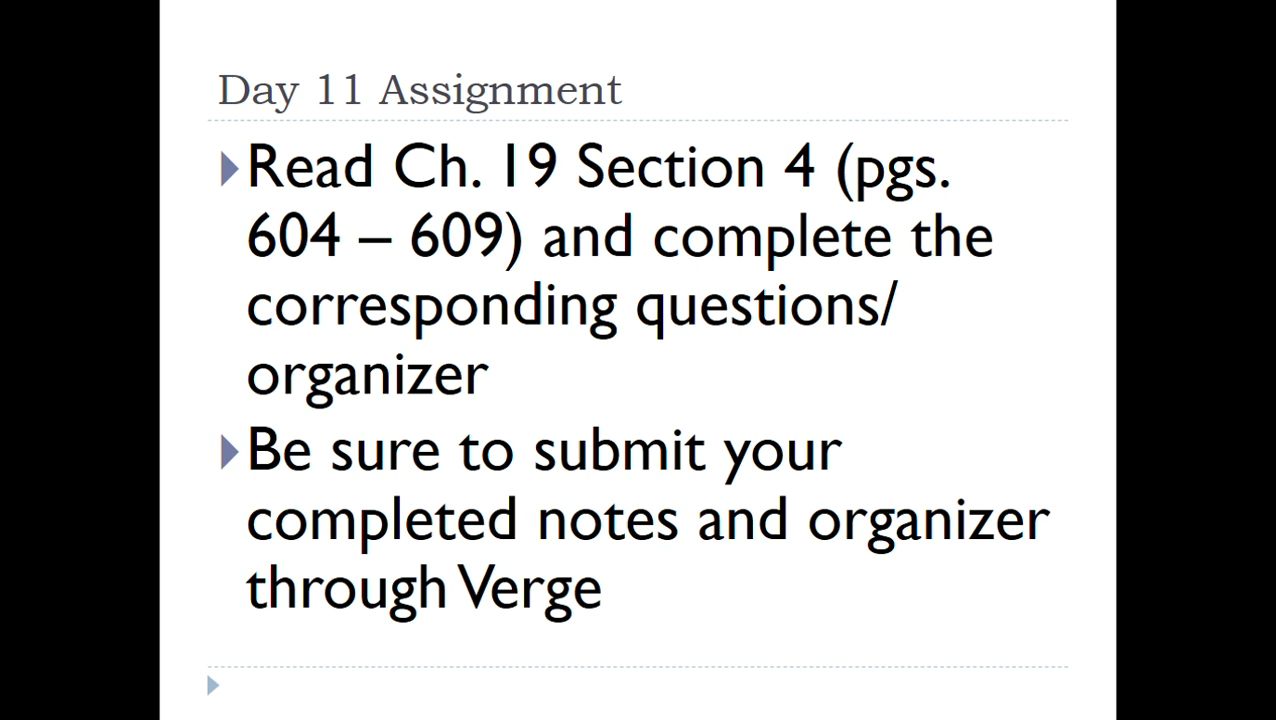 Day 11 Assignment
Read Ch. 19 Section 4 (pgs.
604 – 609) and complete the
corresponding questions/
organizer
Be sure to submit your
completed notes and organizer
through Verge